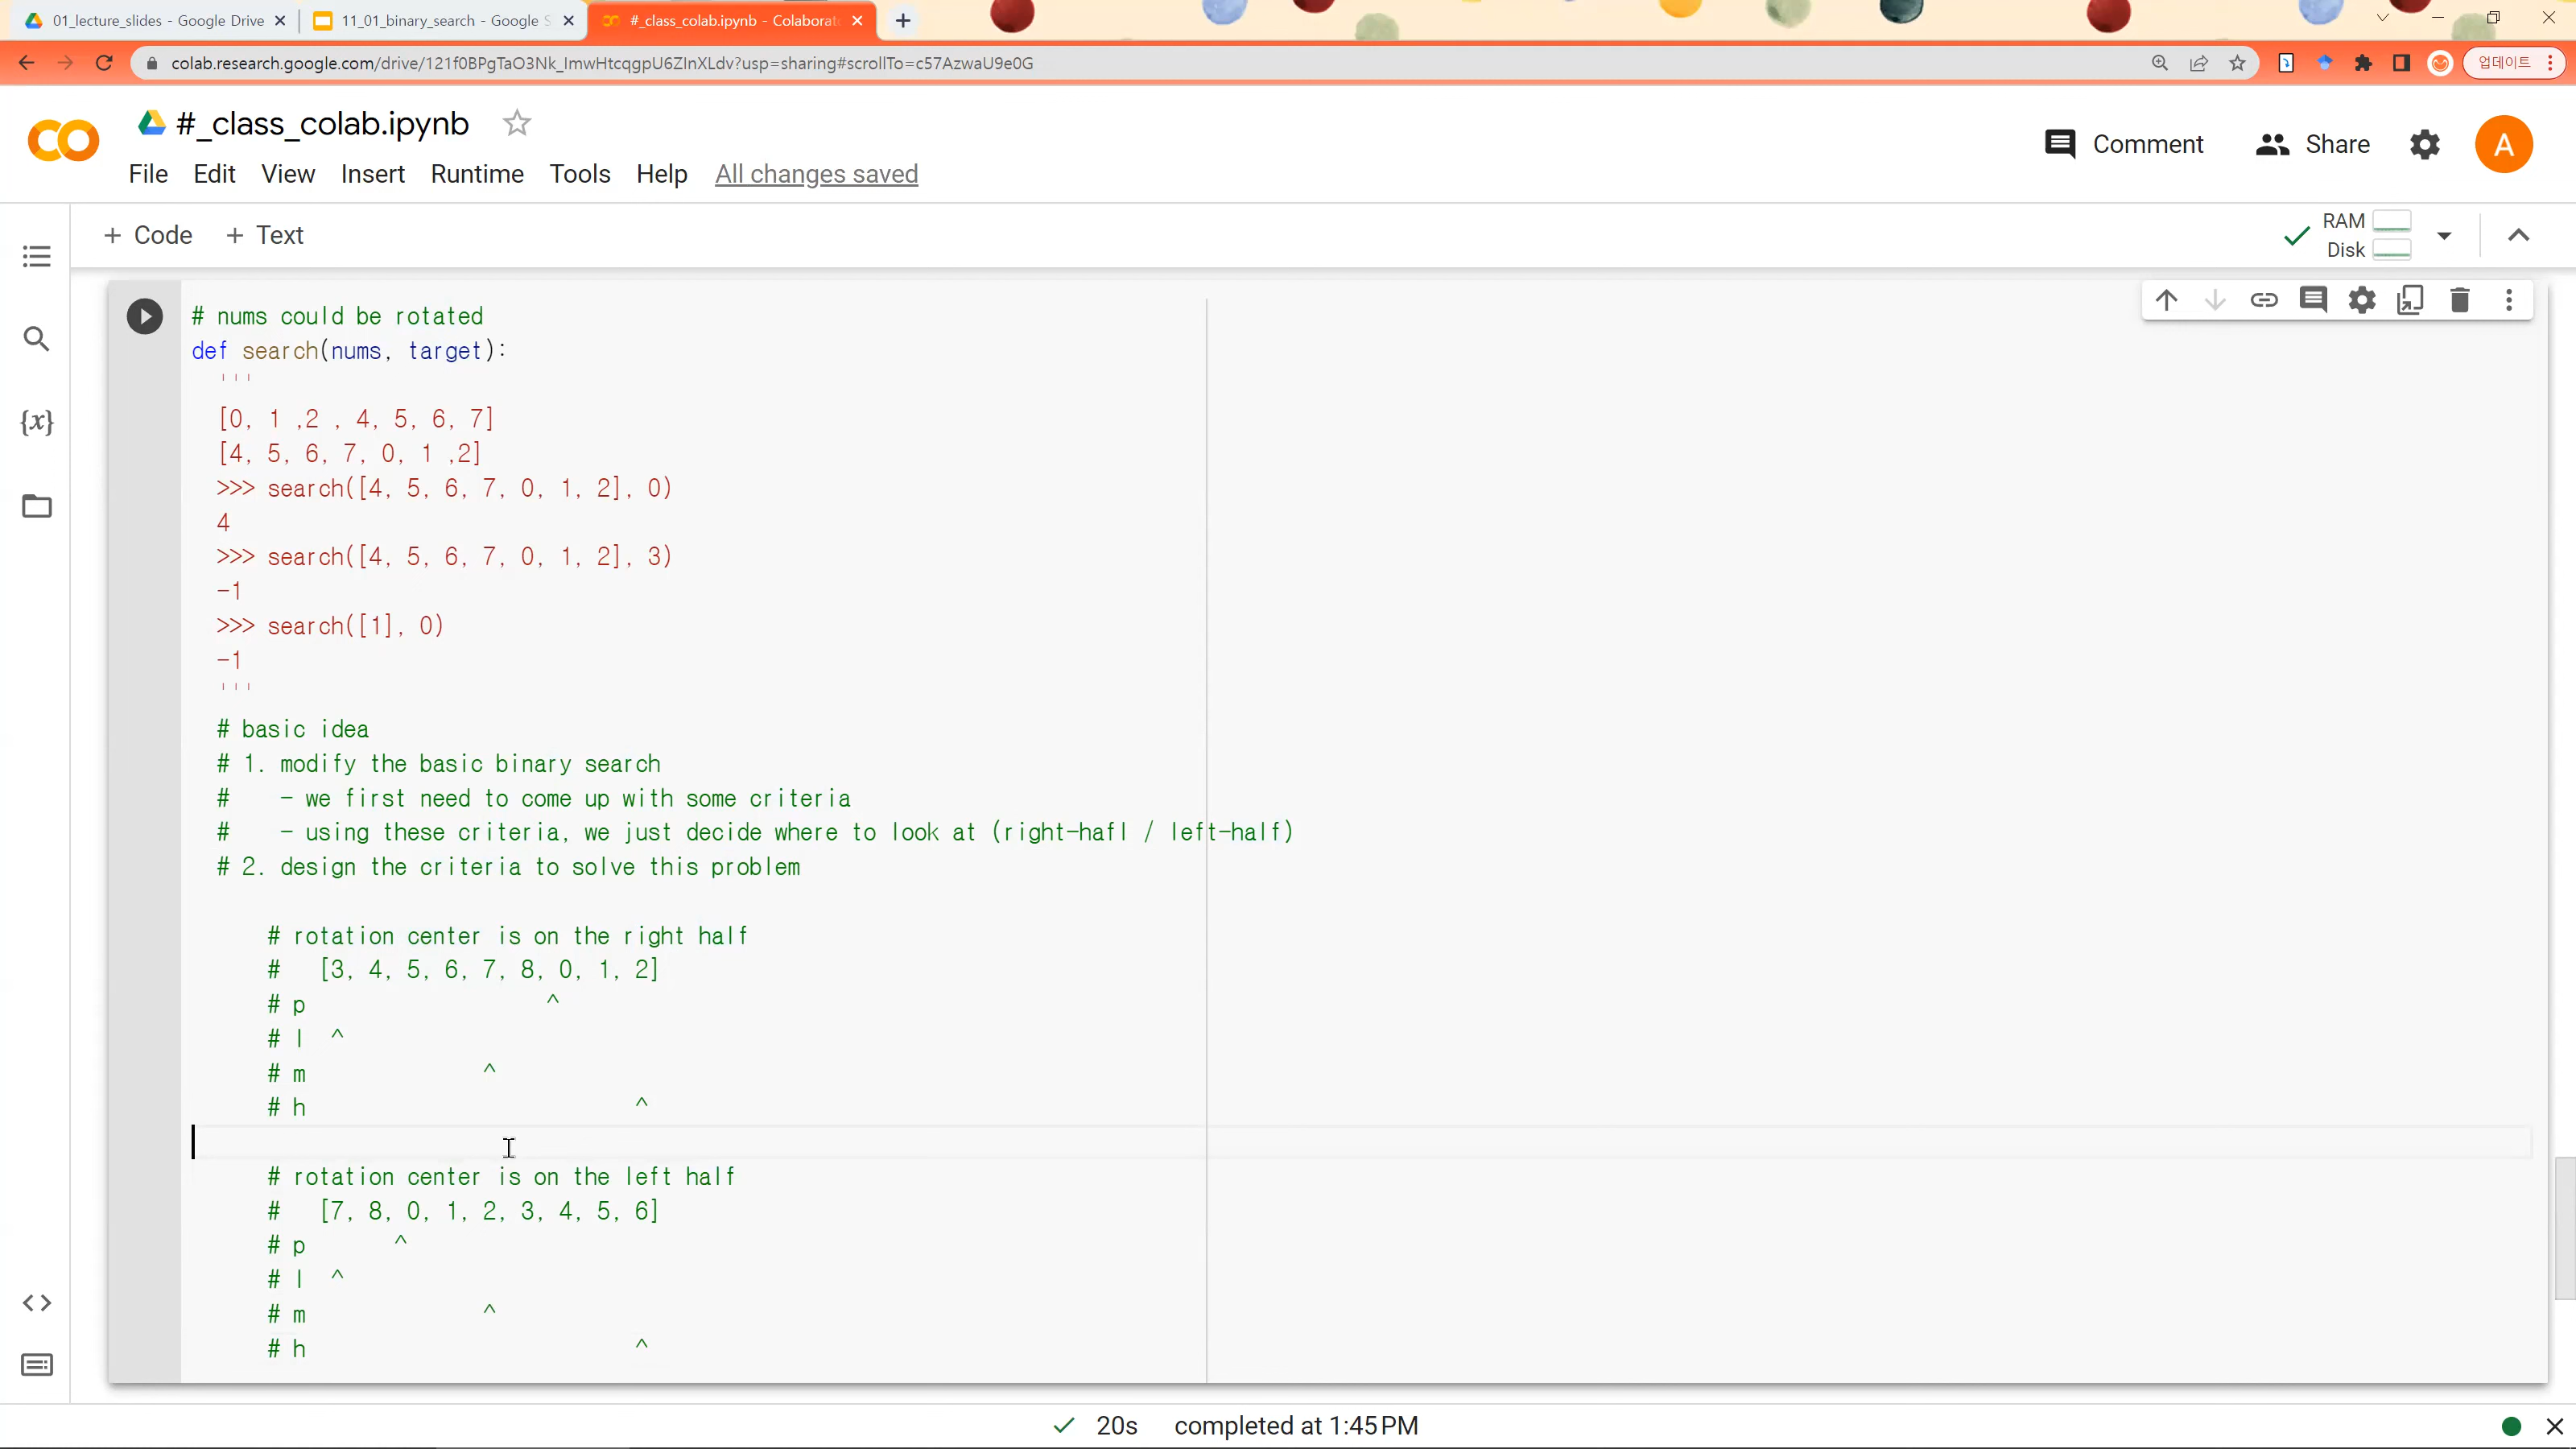 01_lecture_slides - Google Drive
11_01_binary_search - Google S
#_class_colab.ipynb - Colaborat
colab.research.google.com/drive/121f0BPgTaO3Nk_ImwHtcqgpU6ZlnXLdv?usp=sharing#scrollTo=c57AzwaU9e0G
업데이트
CO
#_class_colab.ipynb
File Edit View Insert Runtime Tools Help All changes saved
Comment
Share
A
+ Code + Text
RAM
Disk
# nums could be rotated
def search(nums, target):
'''
[0, 1 ,2 , 4, 5, 6, 7]
[4, 5, 6, 7, 0, 1 ,2]
>>> search([4, 5, 6, 7, 0, 1, 2], 0)
4
>>> search([4, 5, 6, 7, 0, 1, 2], 3)
-1
>>> search([1], 0)
-1
'''
# basic idea
# 1. modify the basic binary search
#    - we first need to come up with some criteria
#    - using these criteria, we just decide where to look at (right-hafl / left-half)
# 2. design the criteria to solve this problem
# rotation center is on the right half
#   [3, 4, 5, 6, 7, 8, 0, 1, 2]
# p                   ^
# l  ^
# m              ^
# h                          ^
# rotation center is on the left half
#   [7, 8, 0, 1, 2, 3, 4, 5, 6]
# p       ^
# l  ^
# m              ^
# h                          ^
{x}
<>
20s completed at 1:45 PM